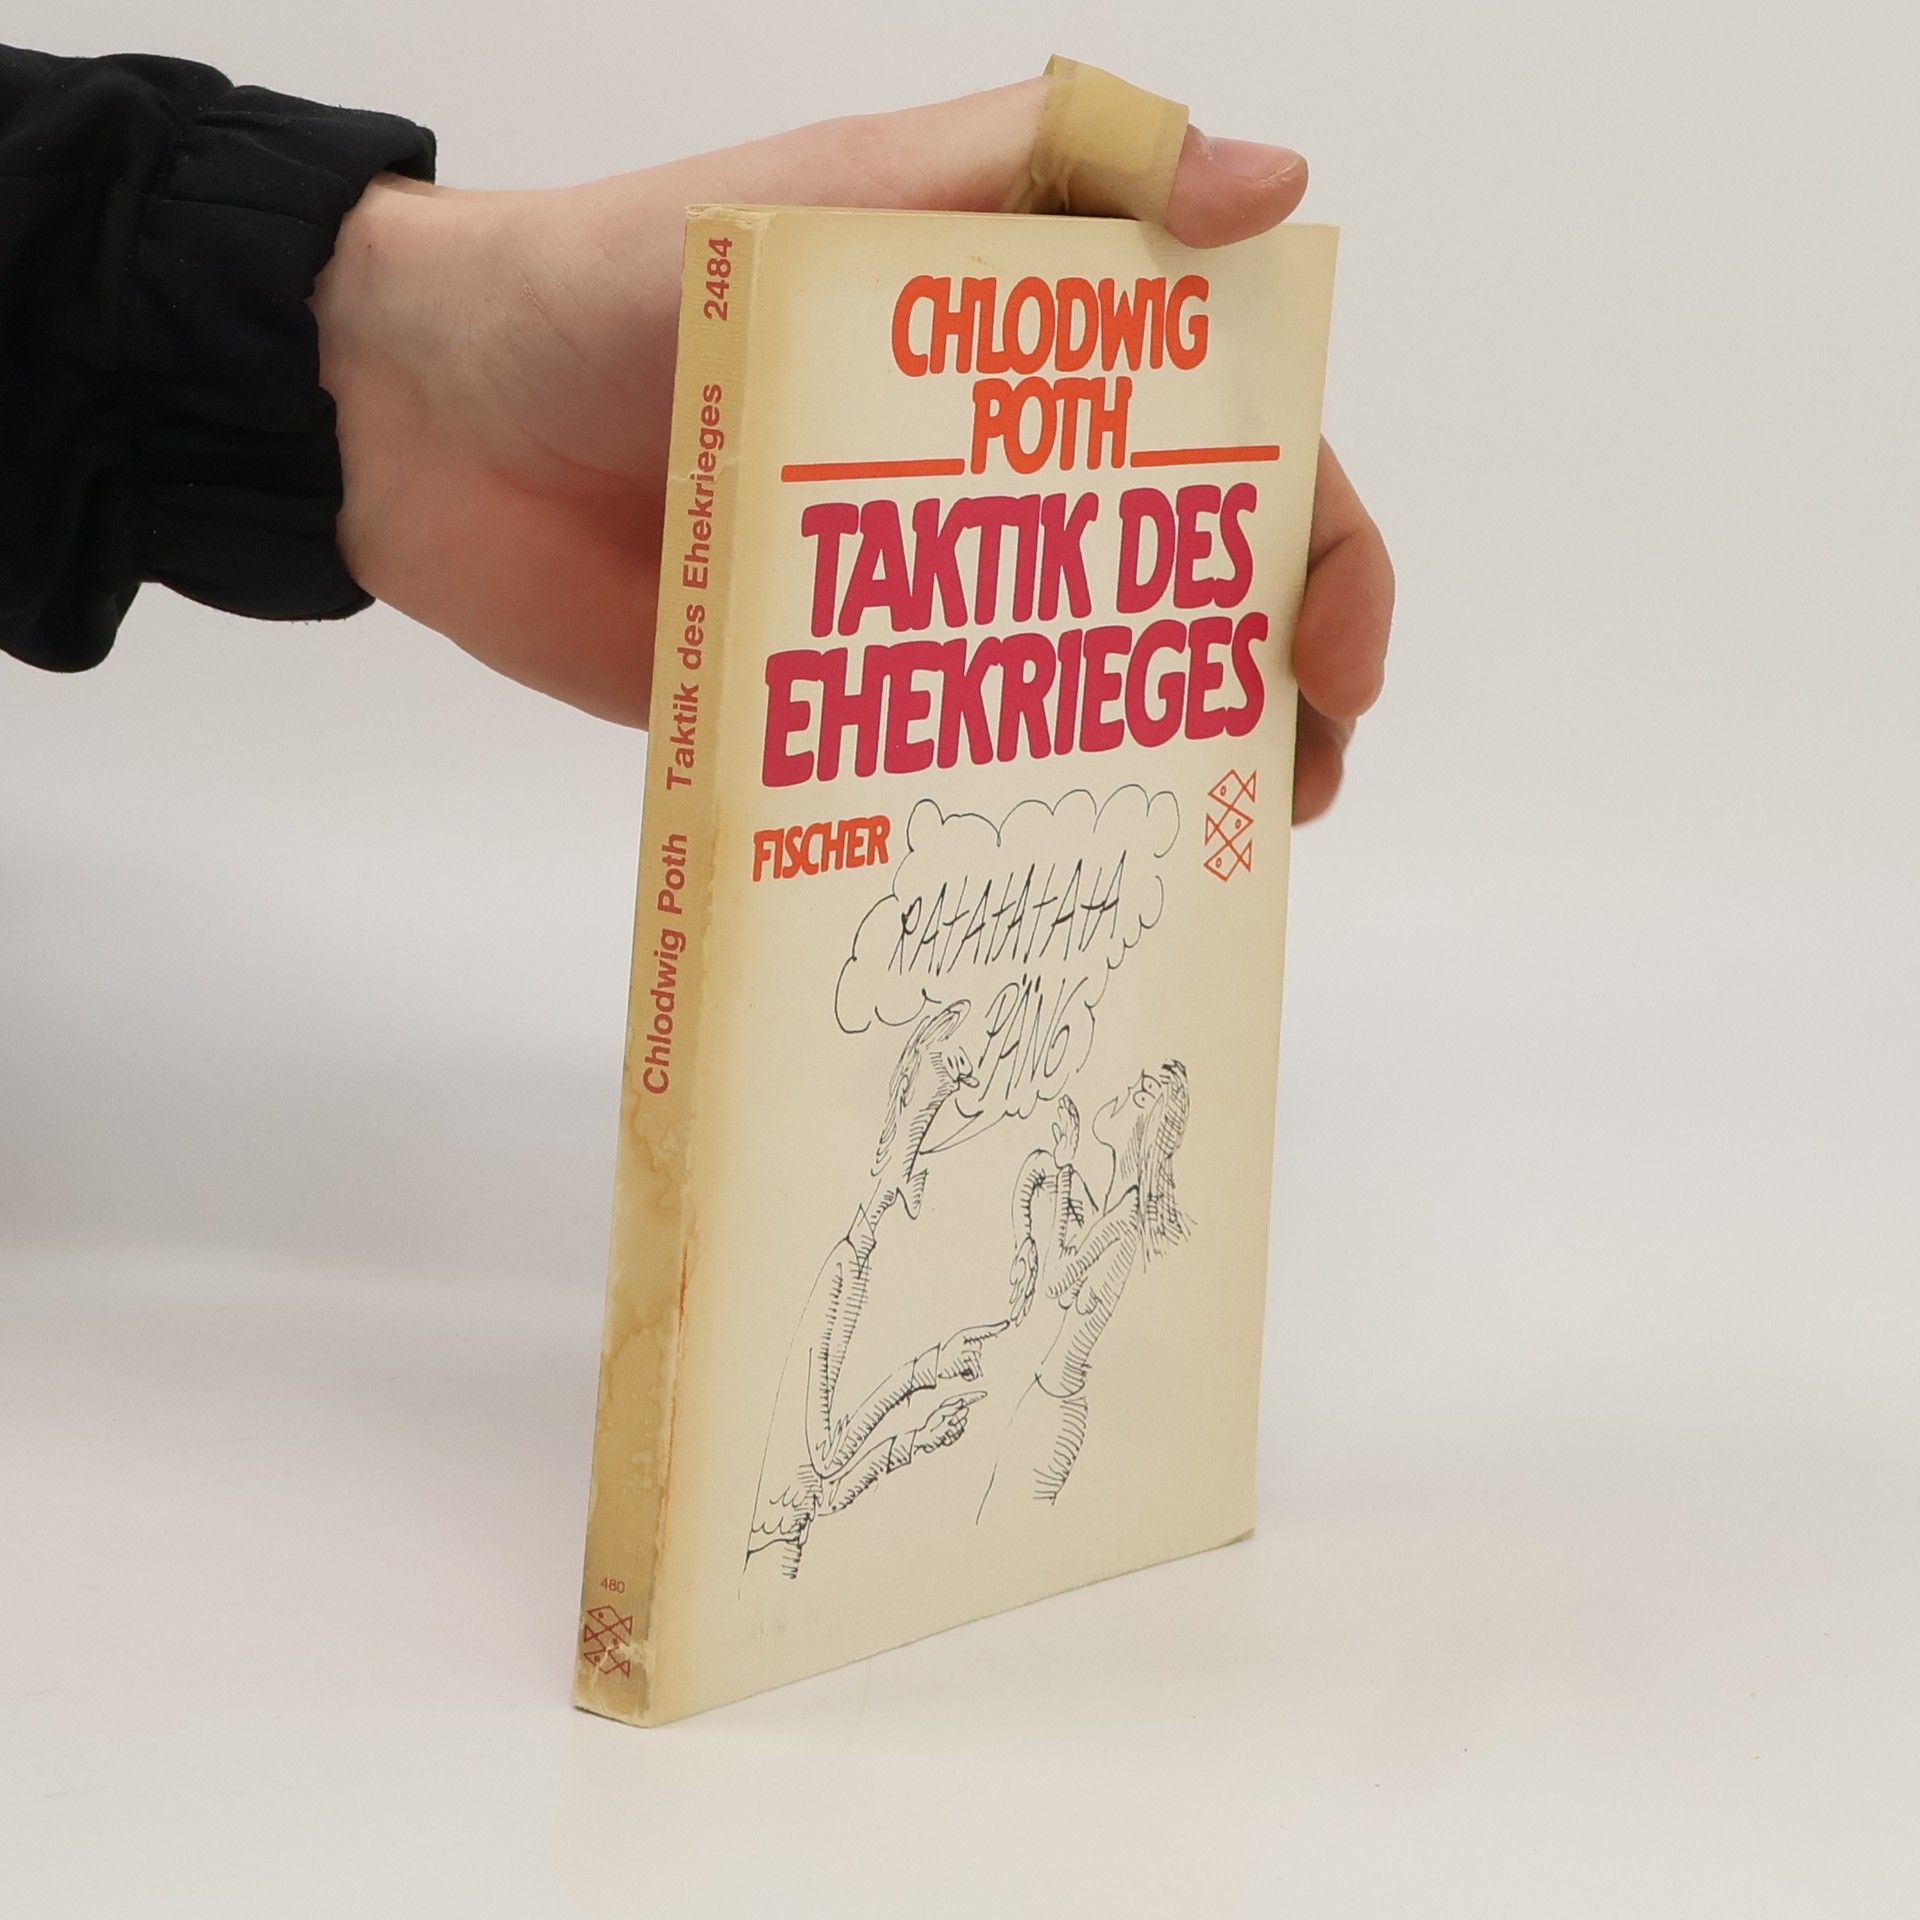 Chlodwig Poth Taktik des Ehekrieges 2484
480
CHLODWIG
POTH
TAKTIK DES
EHEKRIEGES
FISCHER
RATATATATA
PÄNG